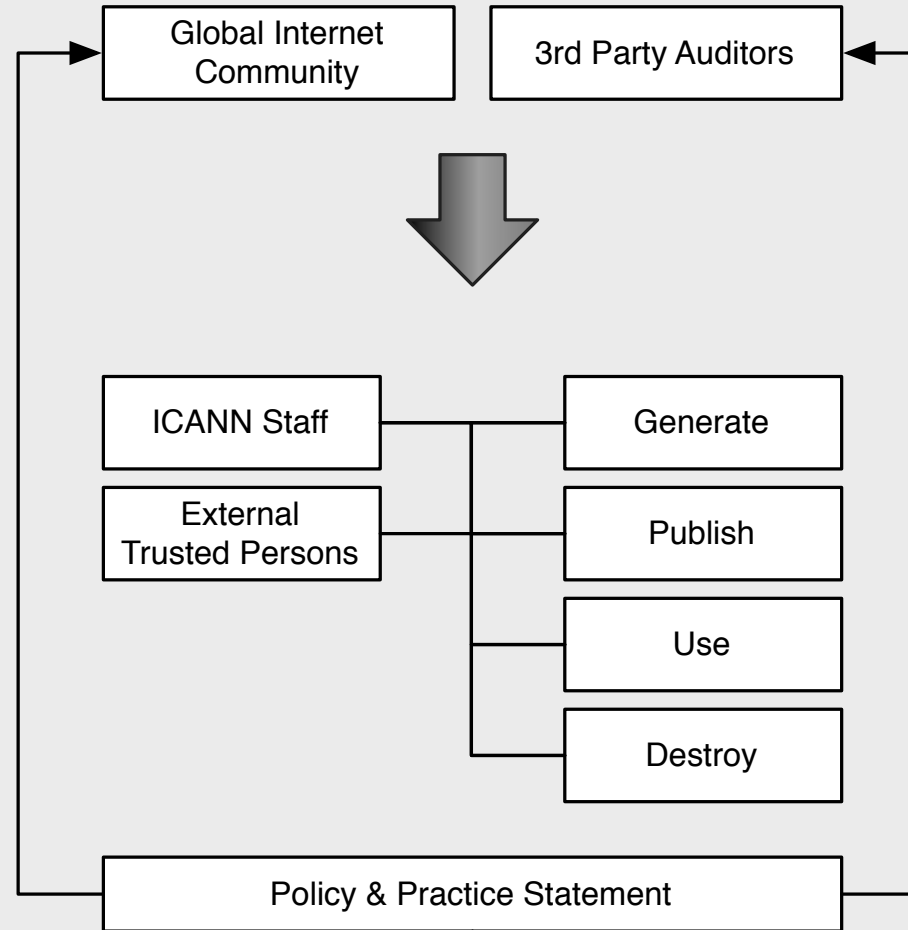 Global Internet
Community
3rd Party Auditors
ICANN Staff
Generate
External
Trusted Persons
Publish
Use
Destroy
Policy & Practice Statement